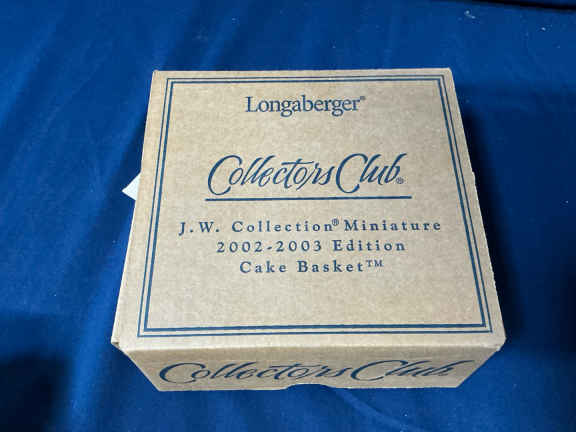 Longaberger®
Collectors Club®
J.W. Collection® Miniature
2002-2003 Edition
Cake Basket™
Collectors Club